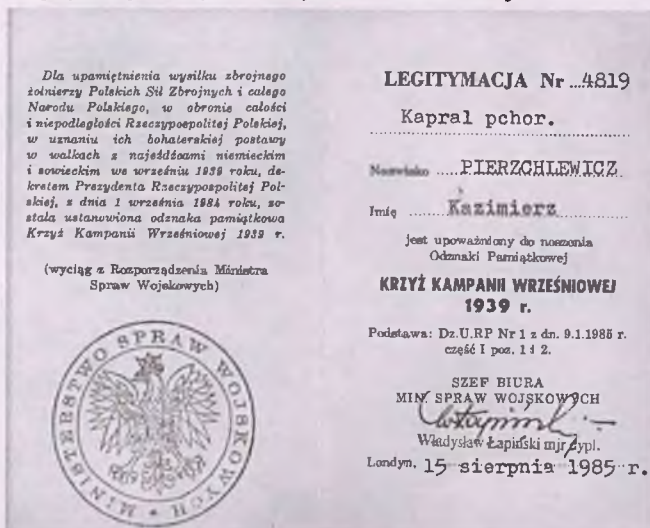 Dla upamiętnienia wysiłku zbrojnego
żołnierzy Polskich Sił Zbrojnych i całego
Narodu Polskiego, w obronie całości
i niepodległości Rzeczypospolitej Polskiej,
w uznaniu ich bohaterskiej postawy
w walkach z najeźdźcami niemieckim
i sowieckim we wrześniu 1939 roku, de-
kretem Prezydenta Rzeczypospolitej Pol-
skiej, z dnia 1 września 1984 roku, zo-
stała ustanowiona odznaka pamiątkowa
Krzyż Kampanii Wrześniowej 1939 r.
(wyciąg z Rozporządzenia Ministra
Spraw Wojskowych)
MINISTERSTWO SPRAW WOJSKOWYCH
LEGITYMACJA Nr ....4819
Kapral pchor.
Nazwisko .....PIERZCHLEWICZ
Imię ........Kazimierz
jest upoważniony do noszenia
Odznaki Pamiątkowej
KRZYŻ KAMPANII WRZEŚNIOWEJ
1939 r.
Podstawa: Dz.U.RP Nr 1 z dn. 9.1.1985 r.
część I poz. 1 i 2.
SZEF BIURA
MIN. SPRAW WOJSKOWYCH
Władysław Łapiński mjr dypl.
Londyn, 15 sierpnia 1985 r.